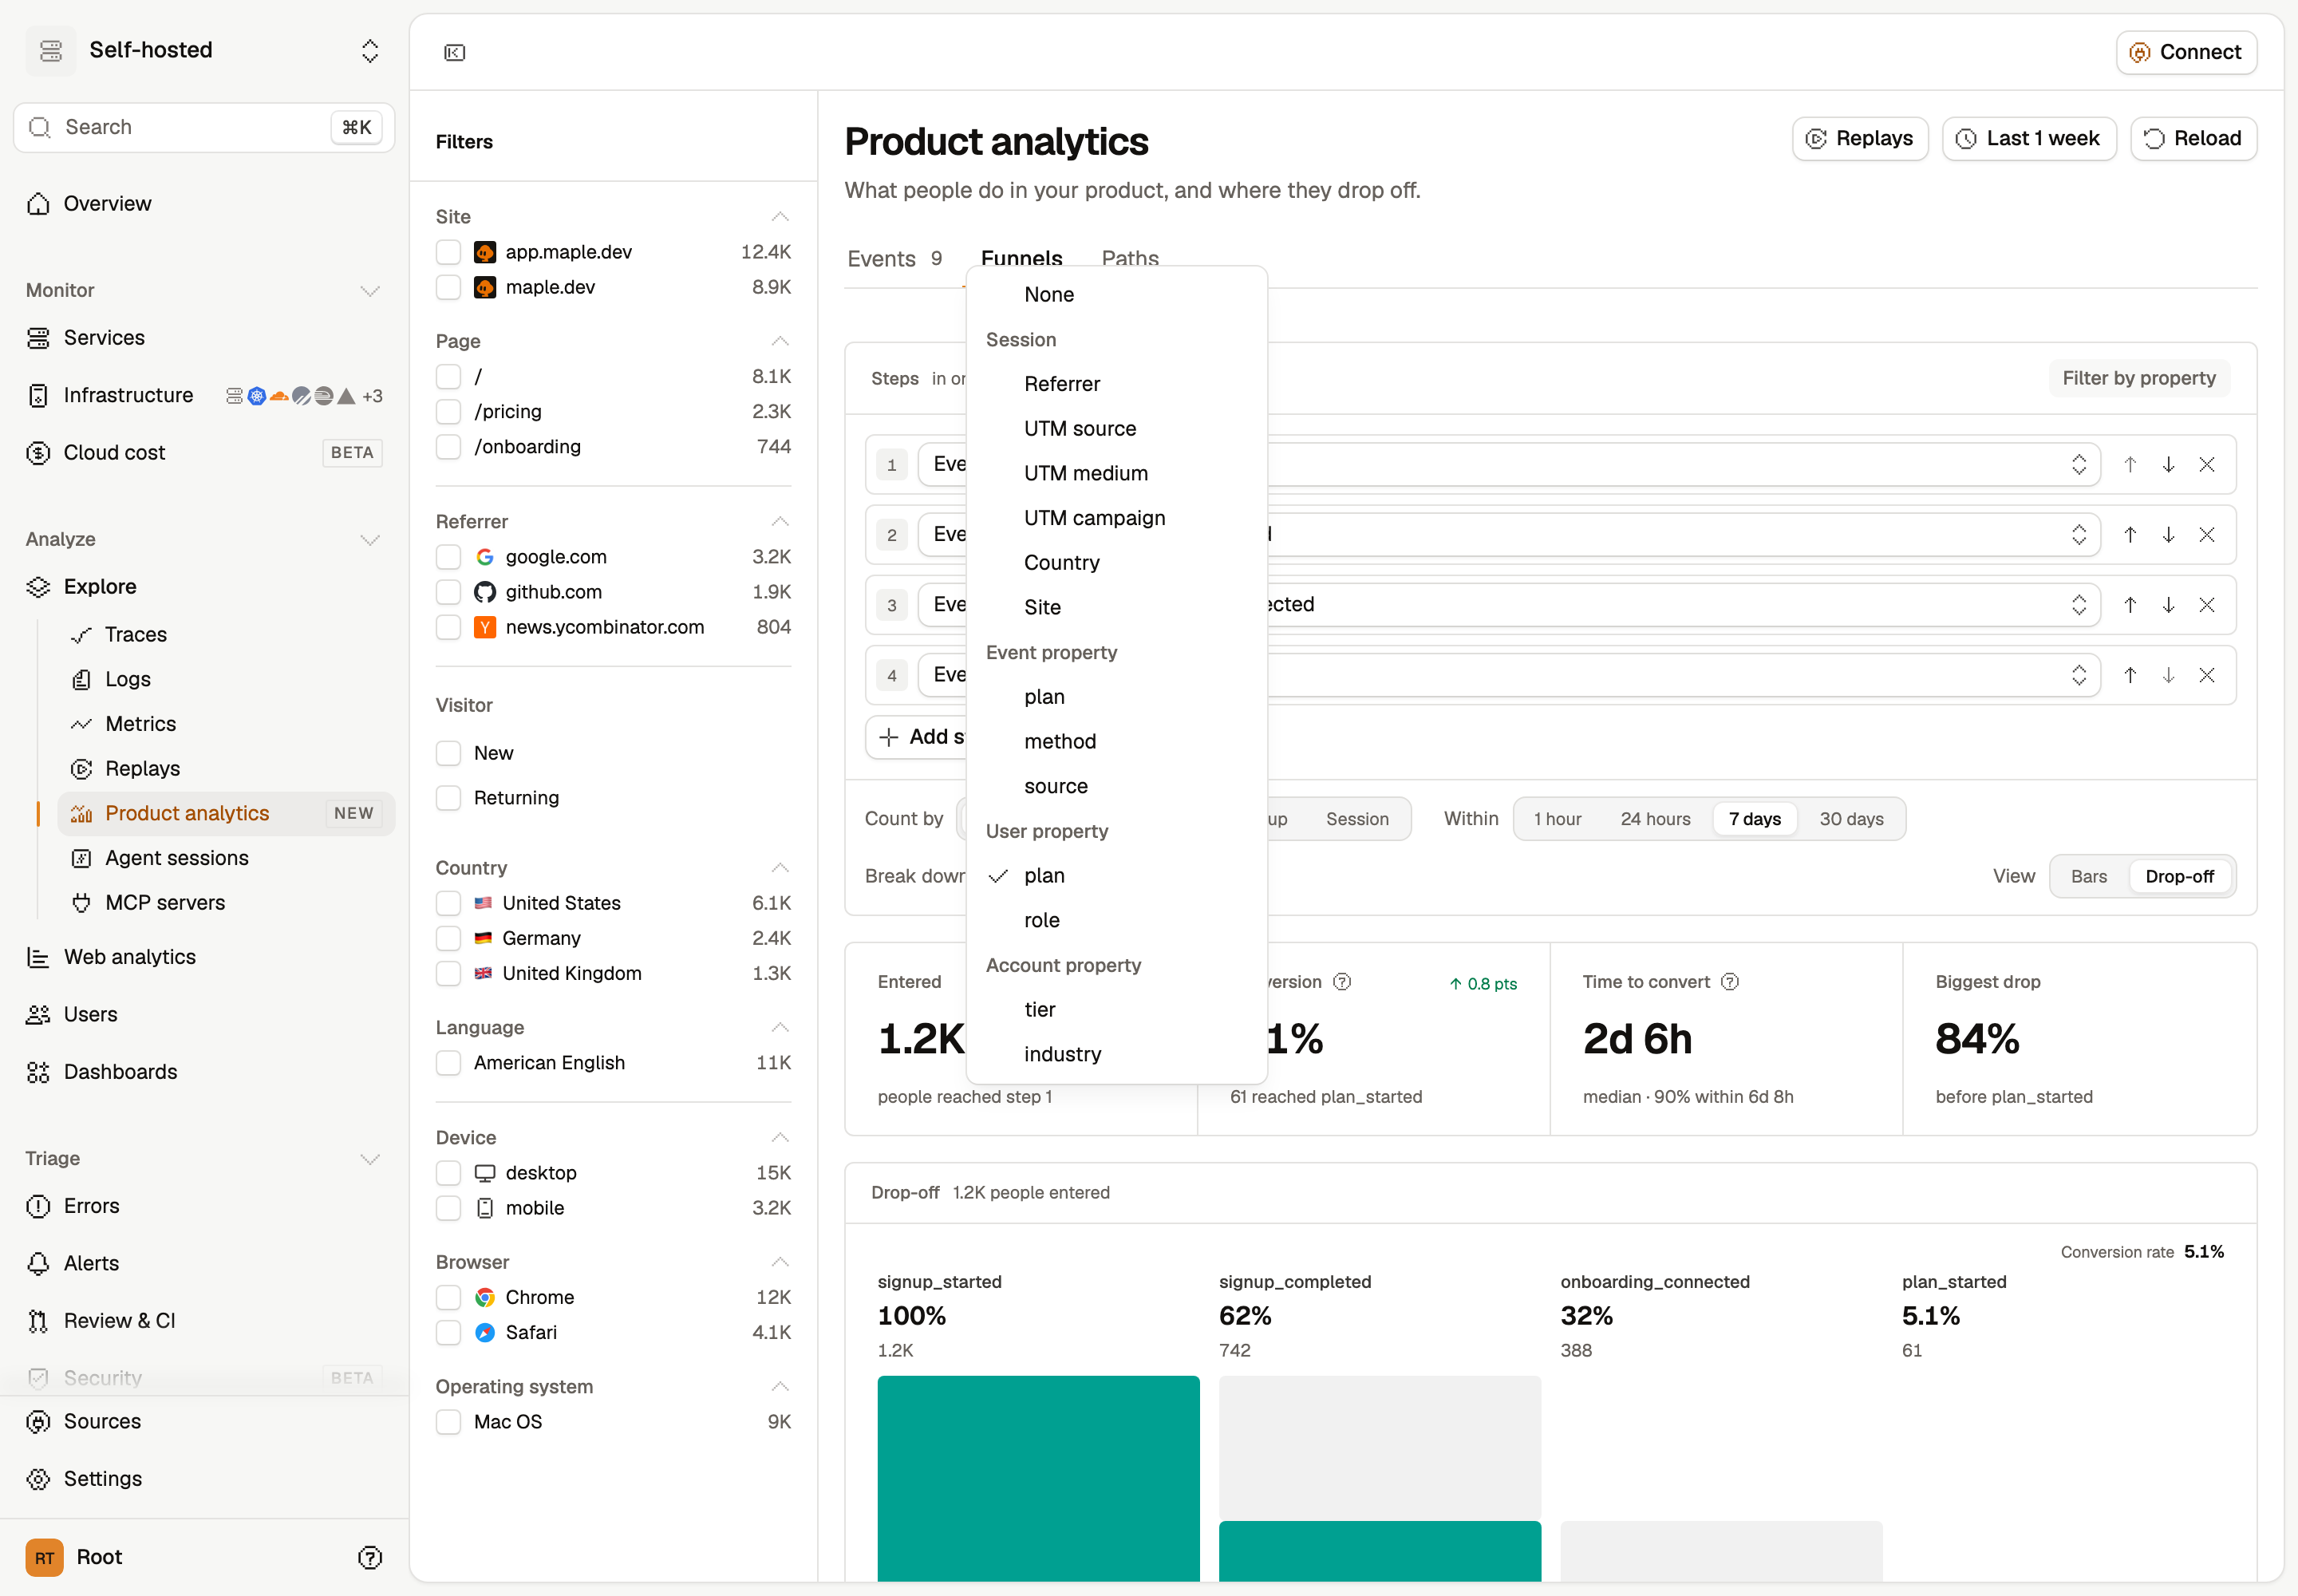 Self-hosted
Search ⌘K
Overview
Monitor
Services
Infrastructure +3
Cloud cost BETA
Analyze
Explore
Traces
Logs
Metrics
Replays
Product analytics NEW
Agent sessions
MCP servers
Web analytics
Users
Dashboards
Triage
Errors
Alerts
Review & CI
Security BETA
Sources
Settings
RT Root
Connect
Filters
Site
app.maple.dev 12.4K
maple.dev 8.9K
Page
/ 8.1K
/pricing 2.3K
/onboarding 744
Referrer
google.com 3.2K
github.com 1.9K
news.ycombinator.com 804
Visitor
New
Returning
Country
United States 6.1K
Germany 2.4K
United Kingdom 1.3K
Language
American English 11K
Device
desktop 15K
mobile 3.2K
Browser
Chrome 12K
Safari 4.1K
Operating system
Mac OS 9K
Product analytics
What people do in your product, and where they drop off.
Replays Last 1 week Reload
Events 9 Funnels Paths
None
Session
Referrer
UTM source
UTM medium
UTM campaign
Country
Site
Event property
plan
method
source
User property
plan
role
Account property
tier
industry
Steps in Filter by property
1
2
3
4
Add
Count by Session Within 1 hour 24 hours 7 days 30 days
Break down View Bars Drop-off
Entered
1.2K
people reached step 1
↑ 0.8 pts
1%
61 reached plan_started
Time to convert
2d 6h
median · 90% within 6d 8h
Biggest drop
84%
before plan_started
Drop-off 1.2K people entered
Conversion rate 5.1%
signup_started
100%
1.2K
signup_completed
62%
742
onboarding_connected
32%
388
plan_started
5.1%
61